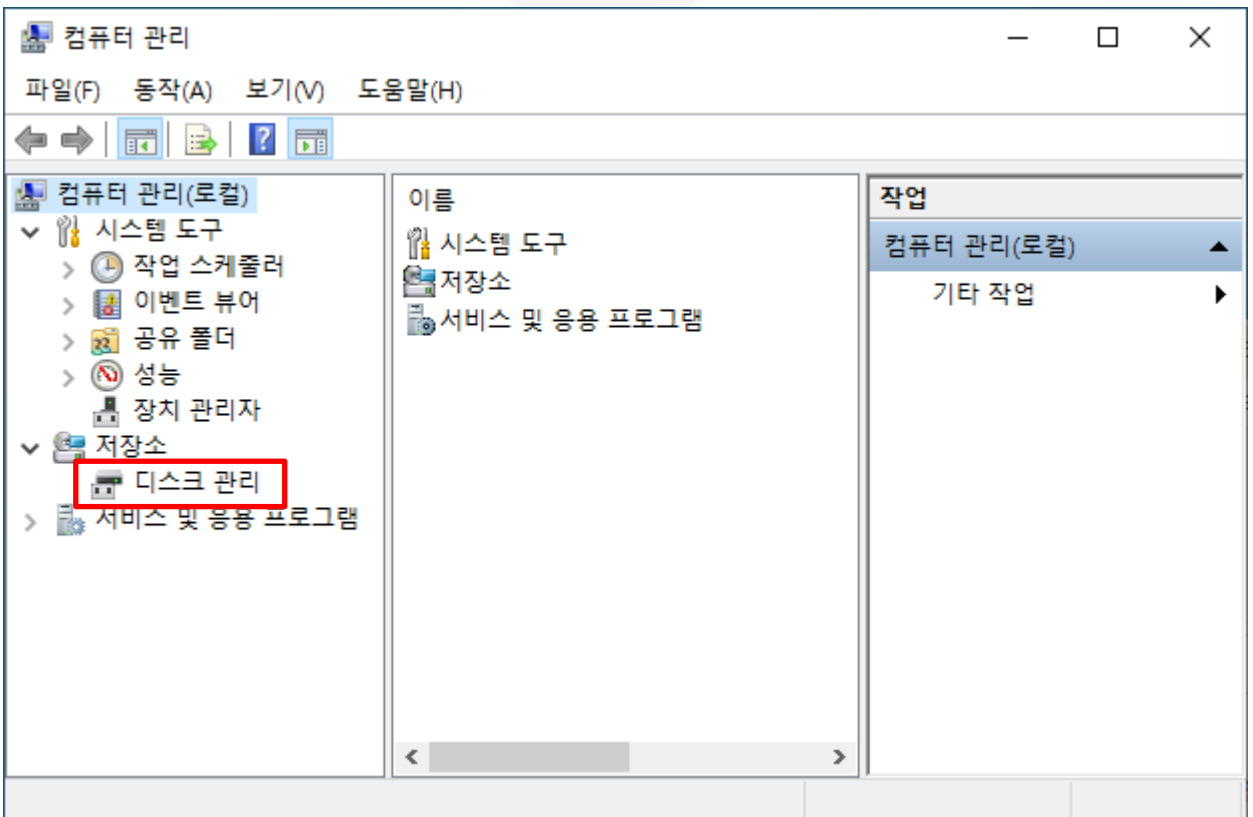 컴퓨터 관리
파일(F) 동작(A) 보기(V) 도움말(H)
컴퓨터 관리(로컬)
시스템 도구
작업 스케줄러
이벤트 뷰어
공유 폴더
성능
장치 관리자
저장소
디스크 관리
서비스 및 응용 프로그램
이름
시스템 도구
저장소
서비스 및 응용 프로그램
작업
컴퓨터 관리(로컬)
기타 작업